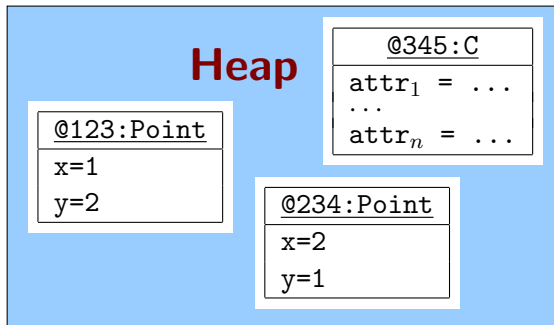 Heap
@345:C
attr₁ = ...
...
attrₙ = ...
@123:Point
x=1
y=2
@234:Point
x=2
y=1